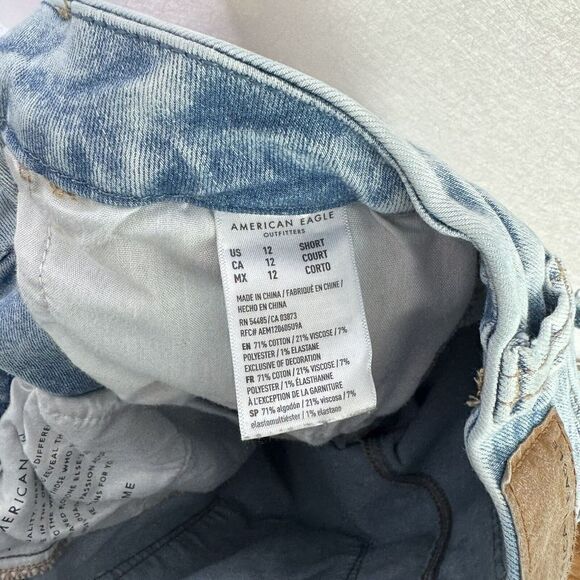 AMERICAN EAGLE
OUTFITTERS
US 12 SHORT
CA 12 COURT
MX 12 CORTO
MADE IN CHINA / FABRIQUÉ EN CHINE /
HECHO EN CHINA
RN 54485/CA 03873
RFC# AEM120605U9A
EN 71% COTTON / 21% VISCOSE / 7%
POLYESTER / 1% ELASTANE
EXCLUSIVE OF DECORATION
FR 71% COTON / 21% VISCOSE / 7%
POLYESTER / 1% ÉLASTHANNE
À L'EXCEPTION DE LA GARNITURE
SP 71% algodón / 21% viscosa / 7%
elastomultiéster / 1% elastano
AMERICAN